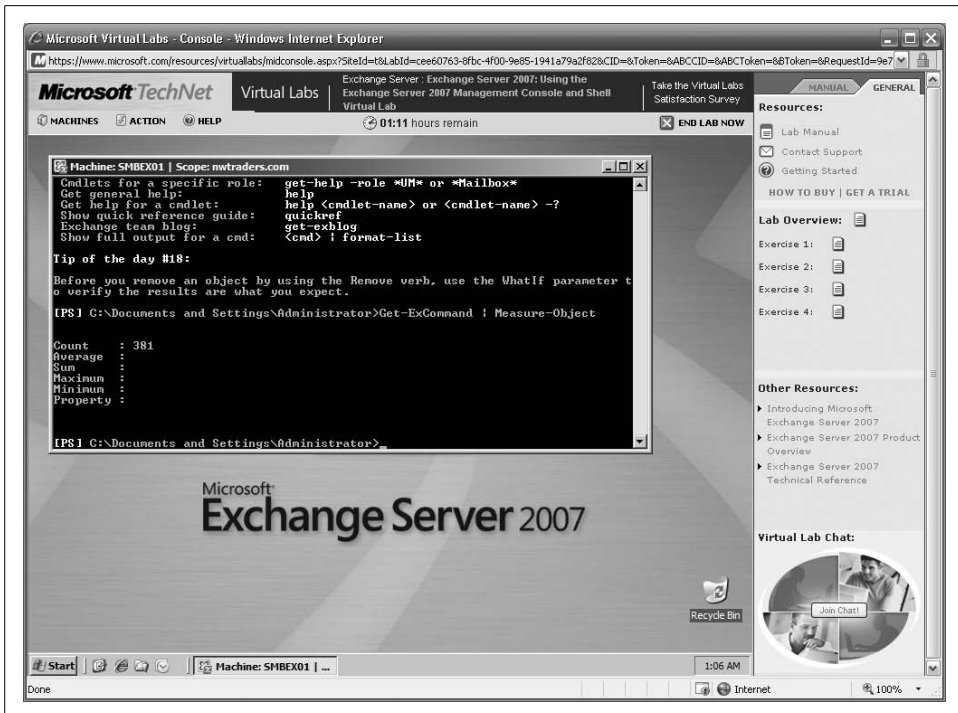 Microsoft Virtual Labs - Console - Windows Internet Explorer
https://www.microsoft.com/resources/virtuallabs/midconsole.aspx?SiteId=t&LabId=cee60763-8fbc-4f00-9e85-1941a79a2f82&CID=&Token=&ABCCID=&ABCToken=&BToken=&RequestId=9e7
Microsoft TechNet
Virtual Labs
Exchange Server : Exchange Server 2007: Using the
Exchange Server 2007 Management Console and Shell
Virtual Lab
Take the Virtual Labs
Satisfaction Survey
MACHINES ACTION HELP
01:11 hours remain
END LAB NOW
MANUAL GENERAL
Resources:
Lab Manual
Contact Support
Getting Started
HOW TO BUY | GET A TRIAL
Lab Overview:
Exercise 1:
Exercise 2:
Exercise 3:
Exercise 4:
Other Resources:
Introducing Microsoft
Exchange Server 2007
Exchange Server 2007 Product
Overview
Exchange Server 2007
Technical Reference
Virtual Lab Chat:
Join Chat!
Machine: SMBEX01 | Scope: nwtraders.com
Cmdlets for a specific role: get-help -role *UM* or *Mailbox*
Get general help: help
Get help for a cmdlet: help <cmdlet-name> or <cmdlet-name> -?
Show quick reference guide: quickref
Exchange team blog: get-exblog
Show full output for a cmd: <cmd> | format-list
Tip of the day #18:
Before you remove an object by using the Remove verb, use the WhatIf parameter t
o verify the results are what you expect.
[PS] C:\Documents and Settings\Administrator>Get-ExCommand | Measure-Object
Count : 381
Average :
Sum :
Maximum :
Minimum :
Property :
[PS] C:\Documents and Settings\Administrator>_
Microsoft
Exchange Server 2007
Recycle Bin
Start
Machine: SMBEX01 | ...
1:06 AM
Done
Internet
100%